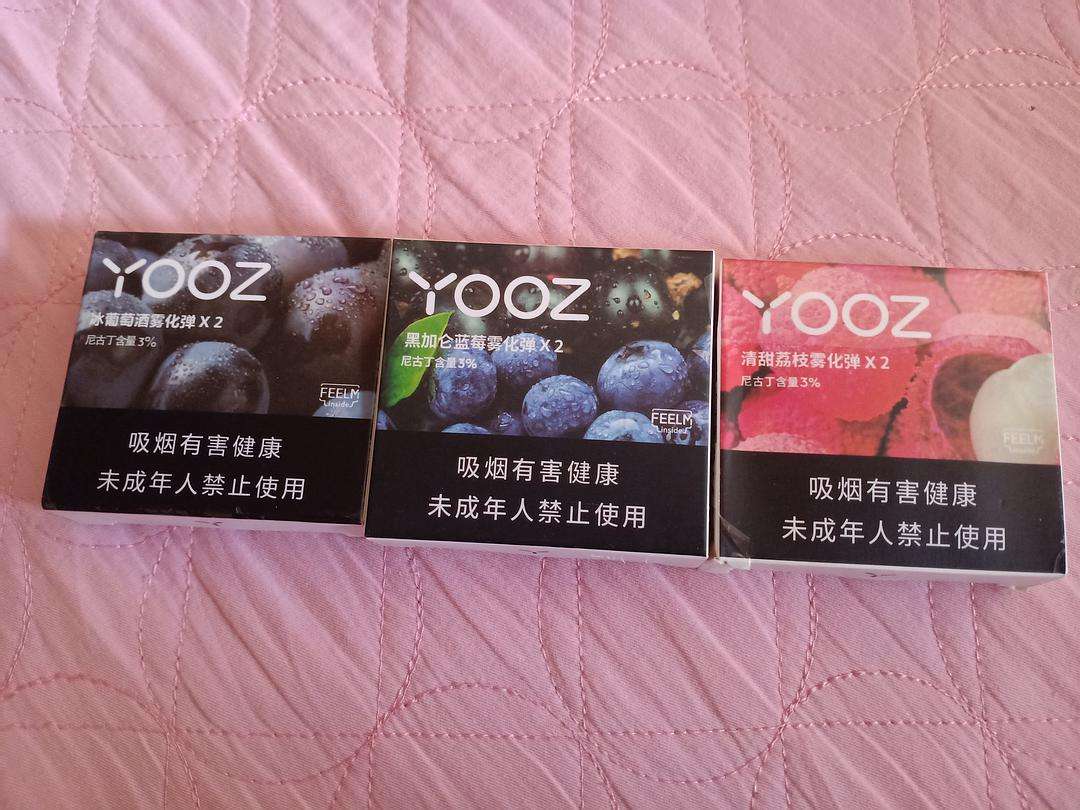 YOOZ
冰葡萄酒雾化弹 X 2
尼古丁含量 3%
FEELM
inside
吸烟有害健康
未成年人禁止使用
YOOZ
黑加仑蓝莓雾化弹 X 2
尼古丁含量3%
FEELM
inside
吸烟有害健康
未成年人禁止使用
YOOZ
清甜荔枝雾化弹 X 2
尼古丁含量3%
FEELM
inside
吸烟有害健康
未成年人禁止使用